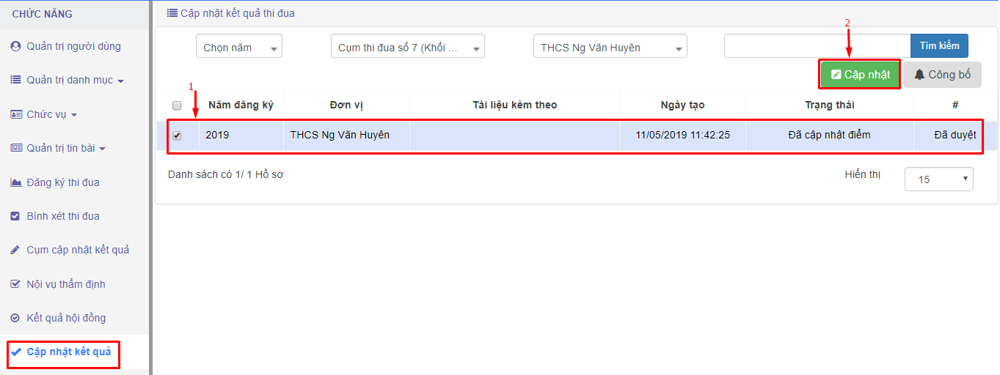 CHỨC NĂNG
Quản trị người dùng
Quản trị danh mục
Chức vụ
Quản trị tin bài
Đăng ký thi đua
Bình xét thi đua
Cụm cập nhật kết quả
Nội vụ thẩm định
Kết quả hội đồng
Cập nhật kết quả
Cập nhật kết quả thi đua
2
Chọn năm Cụm thi đua số 7 (Khối ... THCS Ng Văn Huyên Tìm kiếm
Cập nhật Công bố
1
Năm đăng ký Đơn vị Tài liệu kèm theo Ngày tạo Trạng thái #
2019 THCS Ng Văn Huyên 11/05/2019 11:42:25 Đã cập nhật điểm Đã duyệt
Danh sách có 1/ 1 Hồ sơ Hiển thị 15